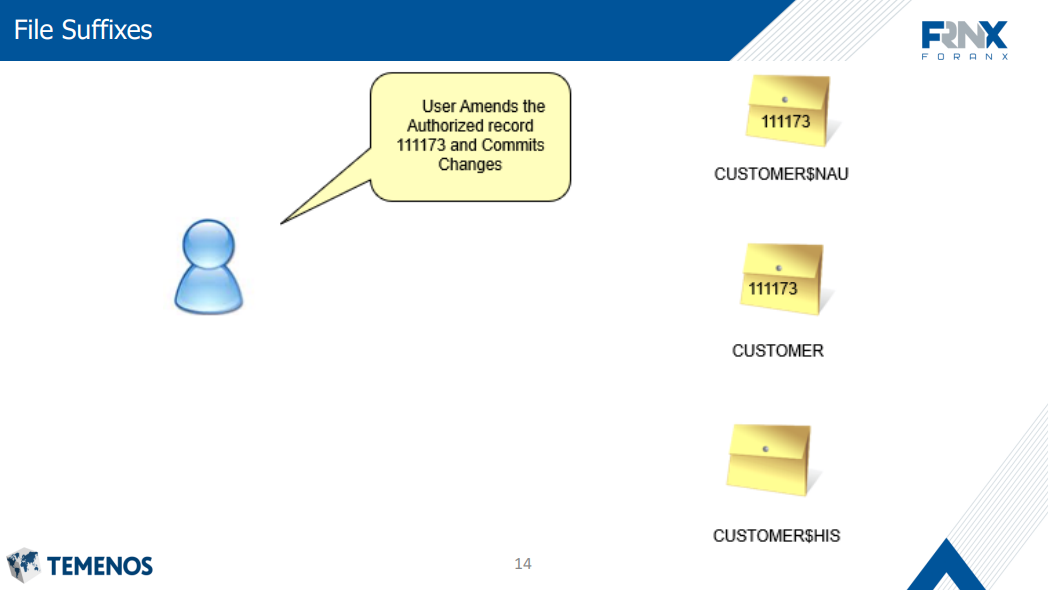 File Suffixes
FRNX
FORANX
User Amends the
Authorized record
111173 and Commits
Changes
111173
CUSTOMER$NAU
111173
CUSTOMER
CUSTOMER$HIS
TEMENOS
14